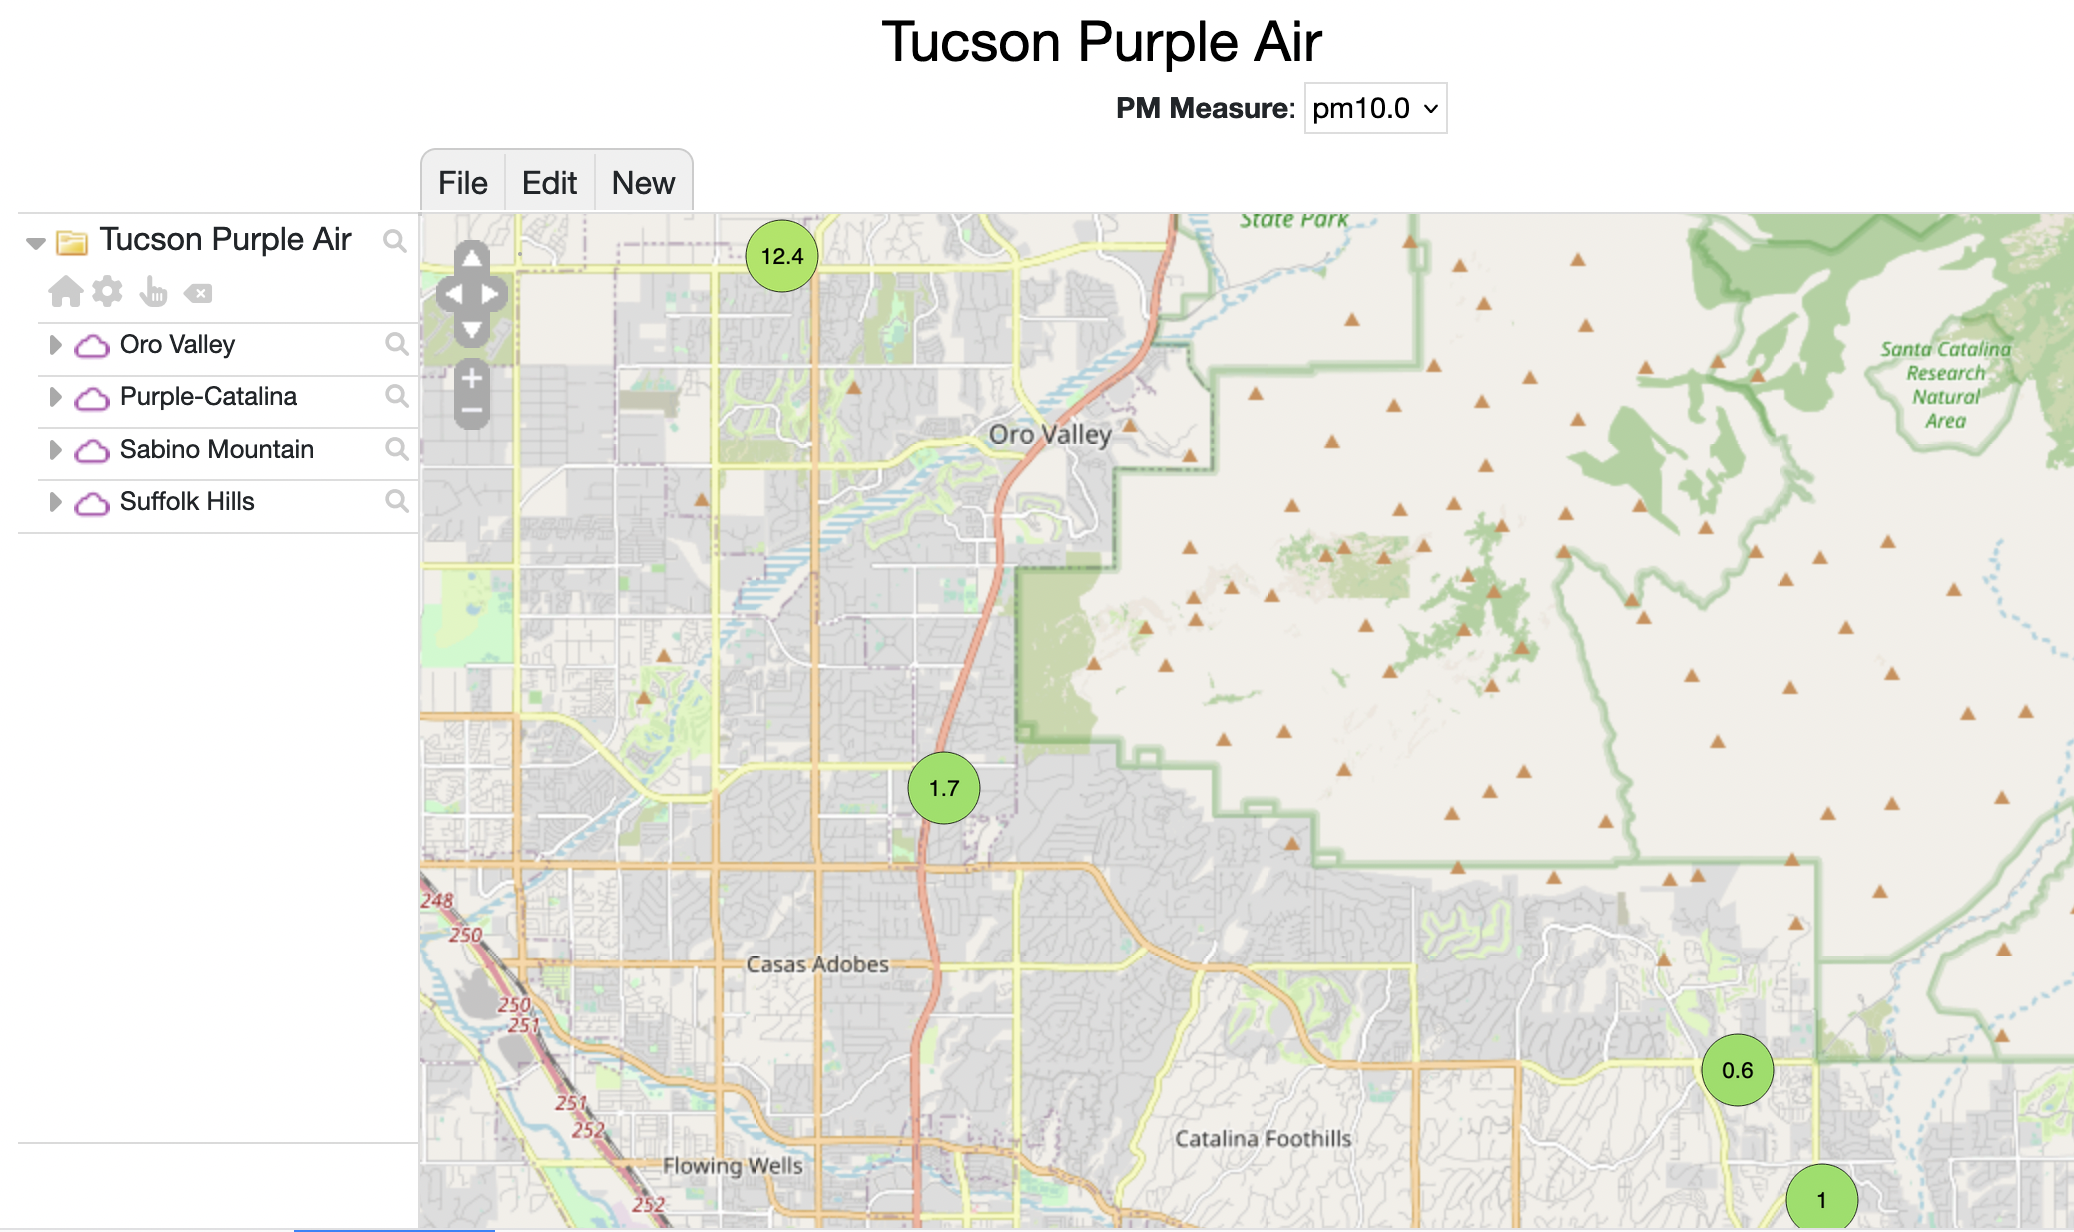 Tucson Purple Air
PM Measure: pm10.0
File Edit New
Tucson Purple Air
Oro Valley
Purple-Catalina
Sabino Mountain
Suffolk Hills
State Park
12.4
Santa Catalina
Research
Natural
Area
Oro Valley
1.7
248
250
Casas Adobes
250
251
0.6
251
252
Catalina Foothills
Flowing Wells
252
1